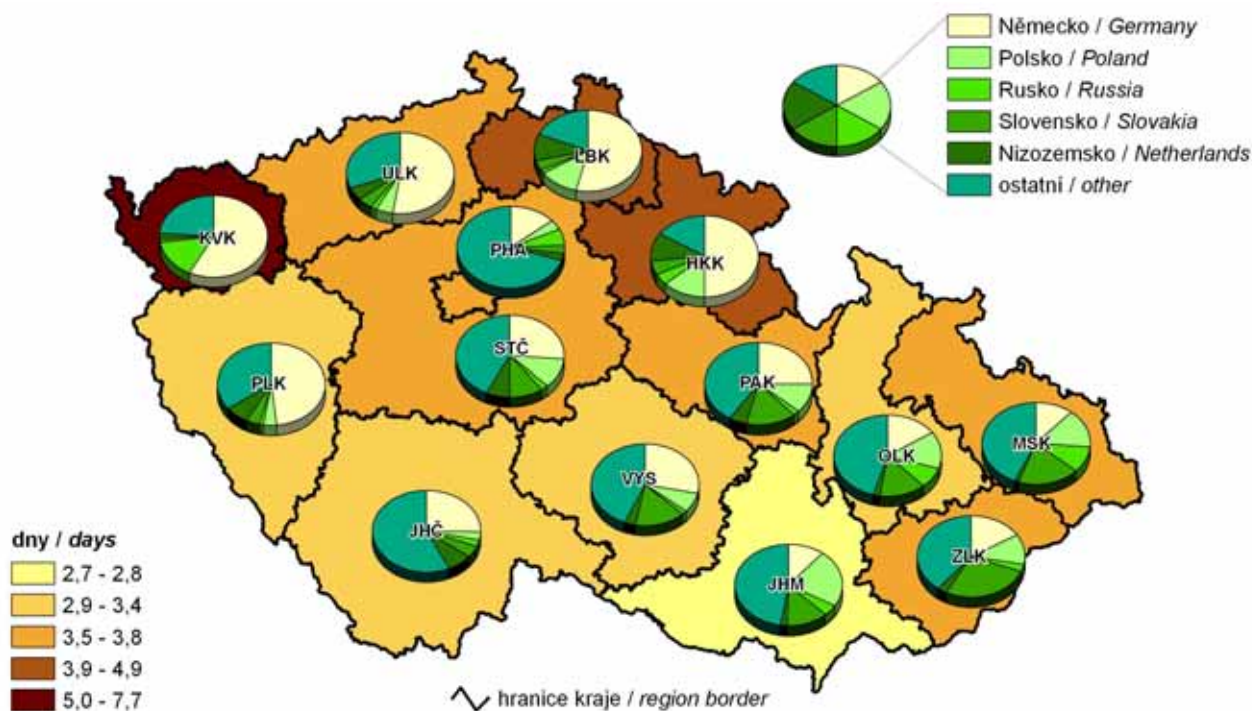 Německo / Germany
Polsko / Poland
Rusko / Russia
Slovensko / Slovakia
Nizozemsko / Netherlands
ostatní / other
LBK
ULK
KVK
PHA
HKK
STČ
PLK
PAK
OLK
MSK
VYS
JHČ
ZLK
JHM
dny / days
2,7 - 2,8
2,9 - 3,4
3,5 - 3,8
3,9 - 4,9
5,0 - 7,7
hranice kraje / region border